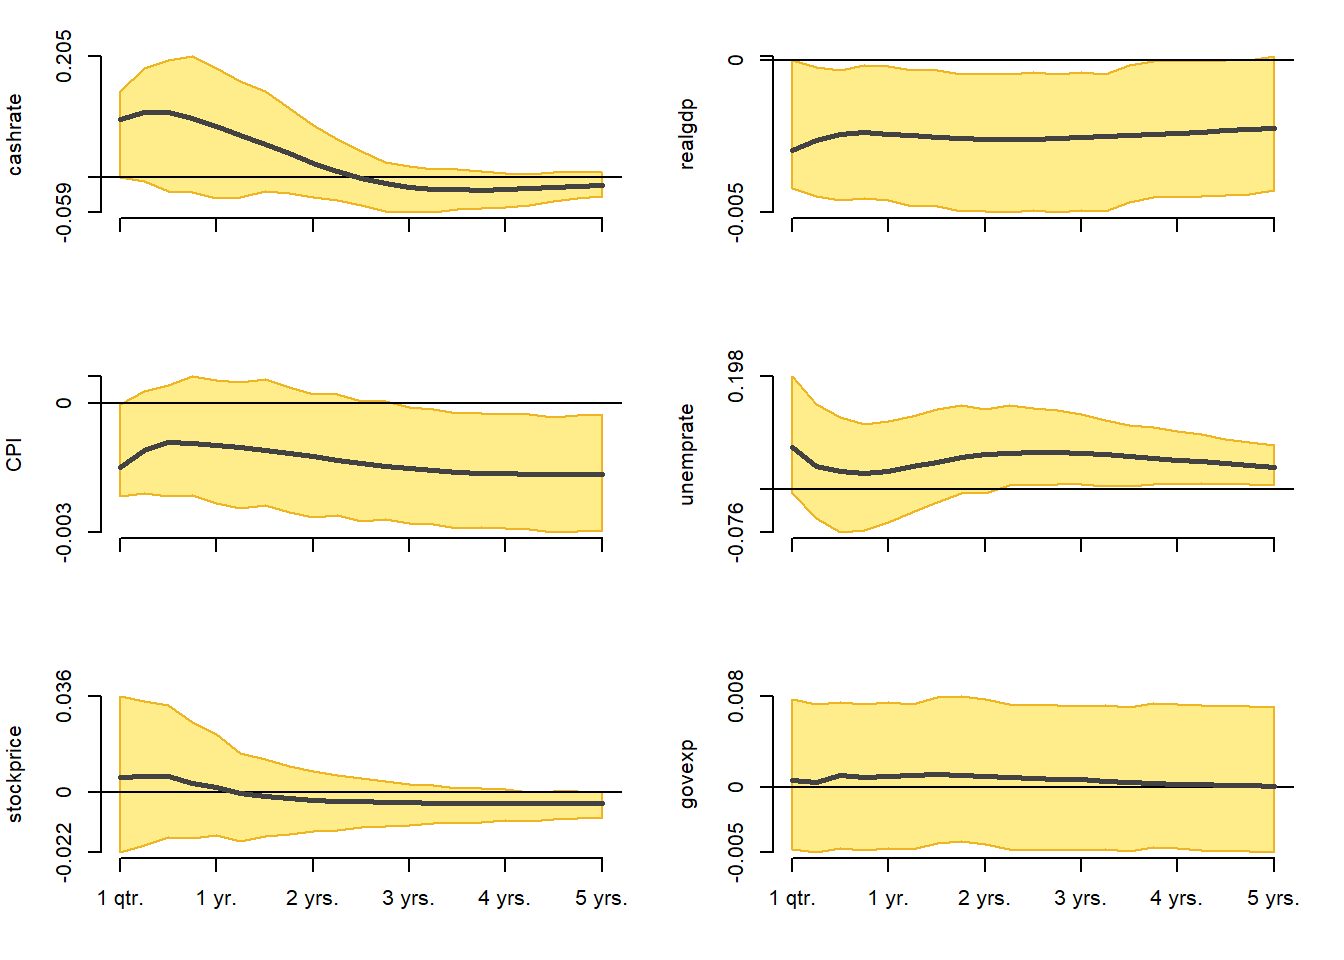 cashrate
0.205
-0.059
realgdp
0
-0.005
CPI
0
-0.003
unemprate
0.198
-0.076
stockprice
0.036
0
-0.022
govexp
0.008
0
-0.005
1 qtr. 1 yr. 2 yrs. 3 yrs. 4 yrs. 5 yrs.
1 qtr. 1 yr. 2 yrs. 3 yrs. 4 yrs. 5 yrs.